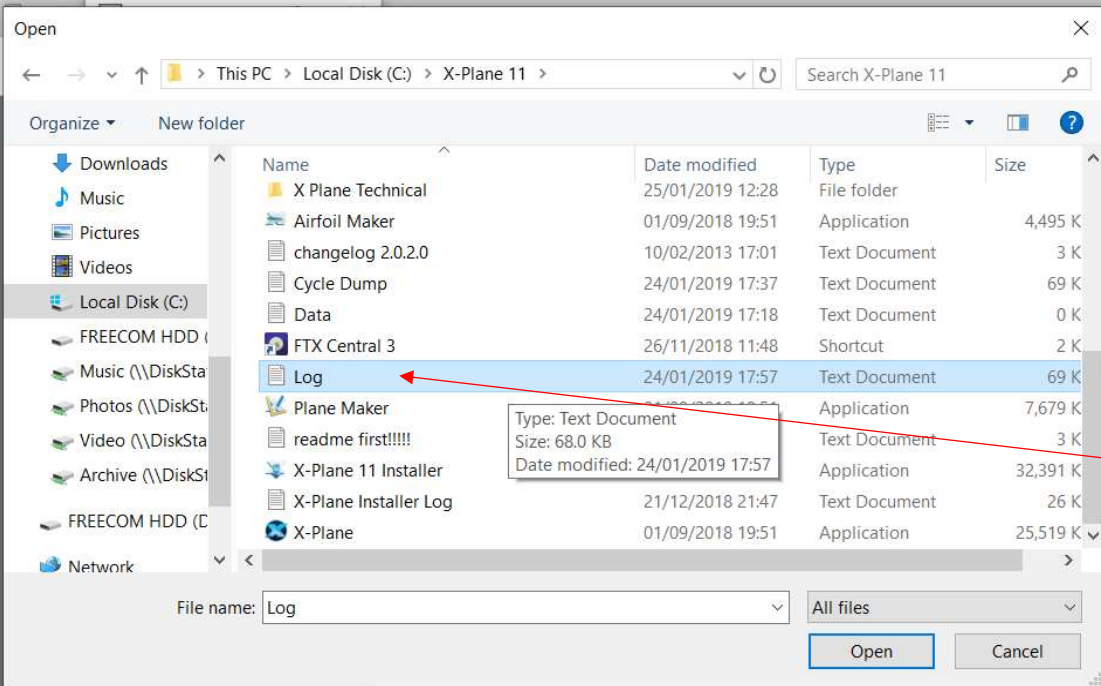 Open
This PC > Local Disk (C:) > X-Plane 11 >
Search X-Plane 11
Organize New folder
Name Date modified Type Size
Downloads
Music
Pictures
Videos
Local Disk (C:)
FREECOM HDD (
Music (\\DiskSta
Photos (\\DiskSt
Video (\\DiskSta
Archive (\\DiskSt
FREECOM HDD (D
Network
X Plane Technical 25/01/2019 12:28 File folder
Airfoil Maker 01/09/2018 19:51 Application 4,495 K
changelog 2.0.2.0 10/02/2013 17:01 Text Document 3 K
Cycle Dump 24/01/2019 17:37 Text Document 69 K
Data 24/01/2019 17:18 Text Document 0 K
FTX Central 3 26/11/2018 11:48 Shortcut 2 K
Log 24/01/2019 17:57 Text Document 69 K
Plane Maker Application 7,679 K
readme first!!!!! Text Document 3 K
X-Plane 11 Installer Application 32,391 K
X-Plane Installer Log 21/12/2018 21:47 Text Document 26 K
X-Plane 01/09/2018 19:51 Application 25,519 K
Type: Text Document
Size: 68.0 KB
Date modified: 24/01/2019 17:57
File name: Log All files
Open Cancel